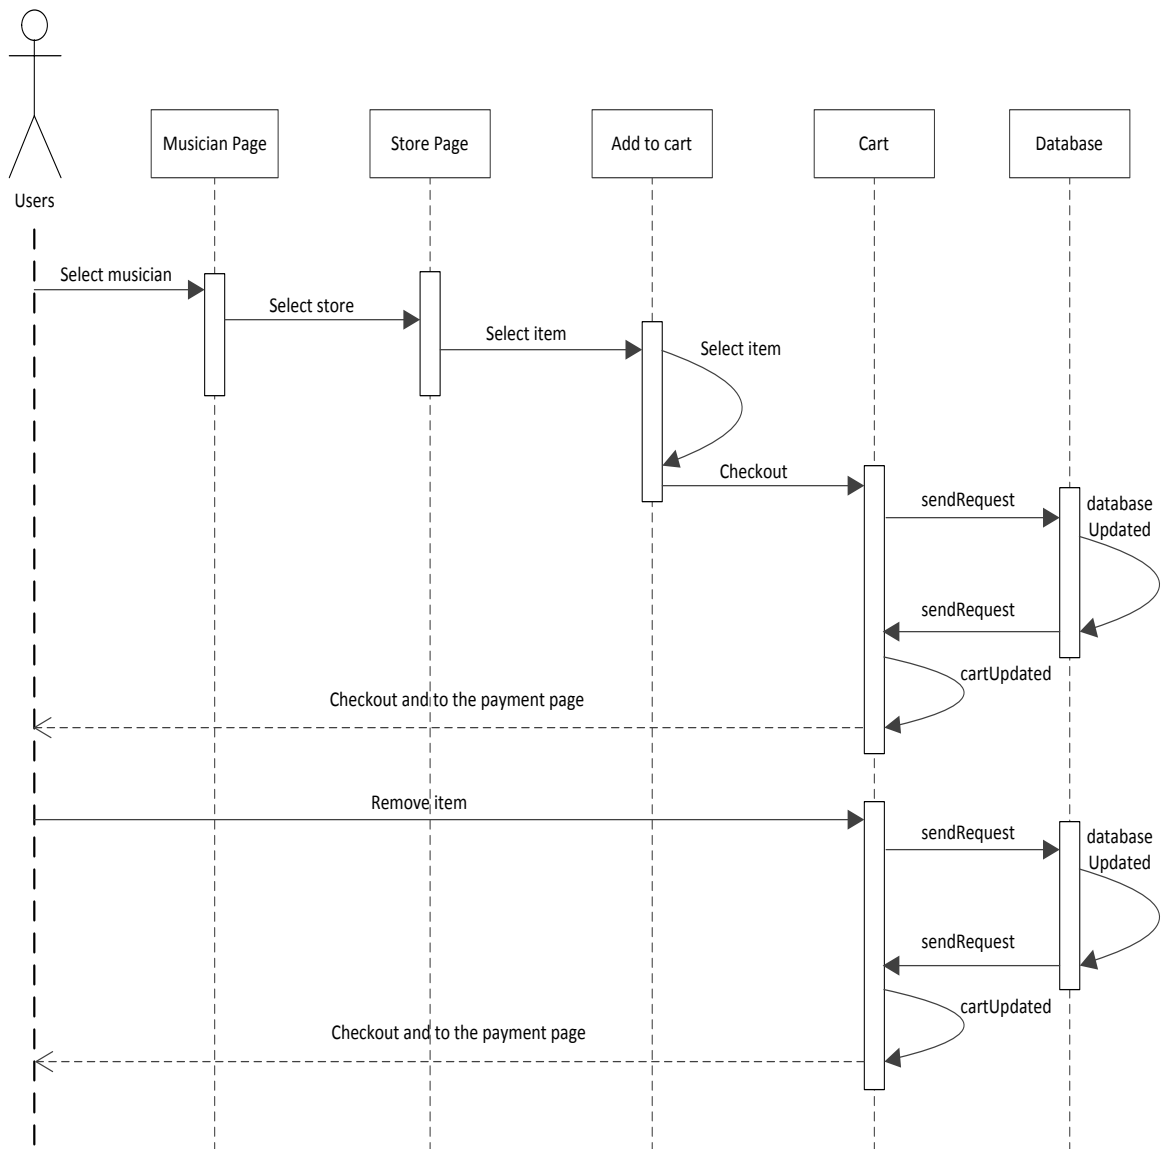 Musician Page
Store Page
Add to cart
Cart
Database
Users
Select musician
Select store
Select item
Select item
Checkout
sendRequest
database
Updated
sendRequest
cartUpdated
Checkout and to the payment page
Remove item
sendRequest
database
Updated
sendRequest
cartUpdated
Checkout and to the payment page